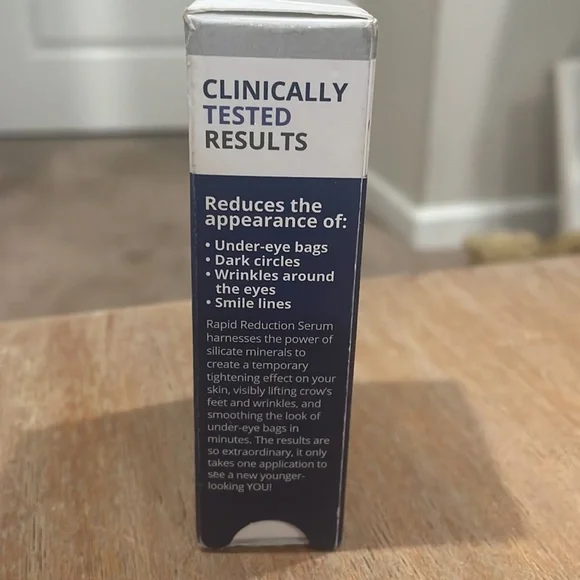 CLINICALLY
TESTED
RESULTS
Reduces the
appearance of:
• Under-eye bags
• Dark circles
• Wrinkles around
the eyes
• Smile lines
Rapid Reduction Serum
harnesses the power of
silicate minerals to
create a temporary
tightening effect on your
skin, visibly lifting crow's
feet and wrinkles, and
smoothing the look of
under-eye bags in
minutes. The results are
so extraordinary, it only
takes one application to
see a new younger-
looking YOU!